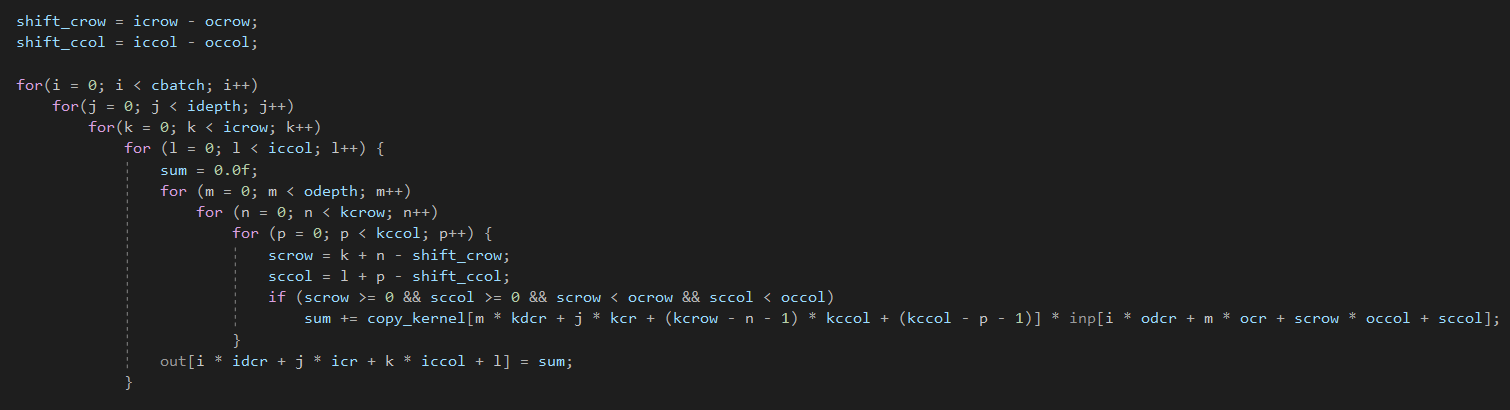 shift_crow = icrow - ocrow;
shift_ccol = iccol - occol;

for(i = 0; i < cbatch; i++)
    for(j = 0; j < idepth; j++)
        for(k = 0; k < icrow; k++)
            for (l = 0; l < iccol; l++) {
                sum = 0.0f;
                for (m = 0; m < odepth; m++)
                    for (n = 0; n < kcrow; n++)
                        for (p = 0; p < kccol; p++) {
                            scrow = k + n - shift_crow;
                            sccol = l + p - shift_ccol;
                            if (scrow >= 0 && sccol >= 0 && scrow < ocrow && sccol < occol)
                                sum += copy_kernel[m * kdcr + j * kcr + (kcrow - n - 1) * kccol + (kccol - p - 1)] * inp[i * odcr + m * ocr + scrow * occol + sccol];
                        }
                out[i * idcr + j * icr + k * iccol + l] = sum;
            }